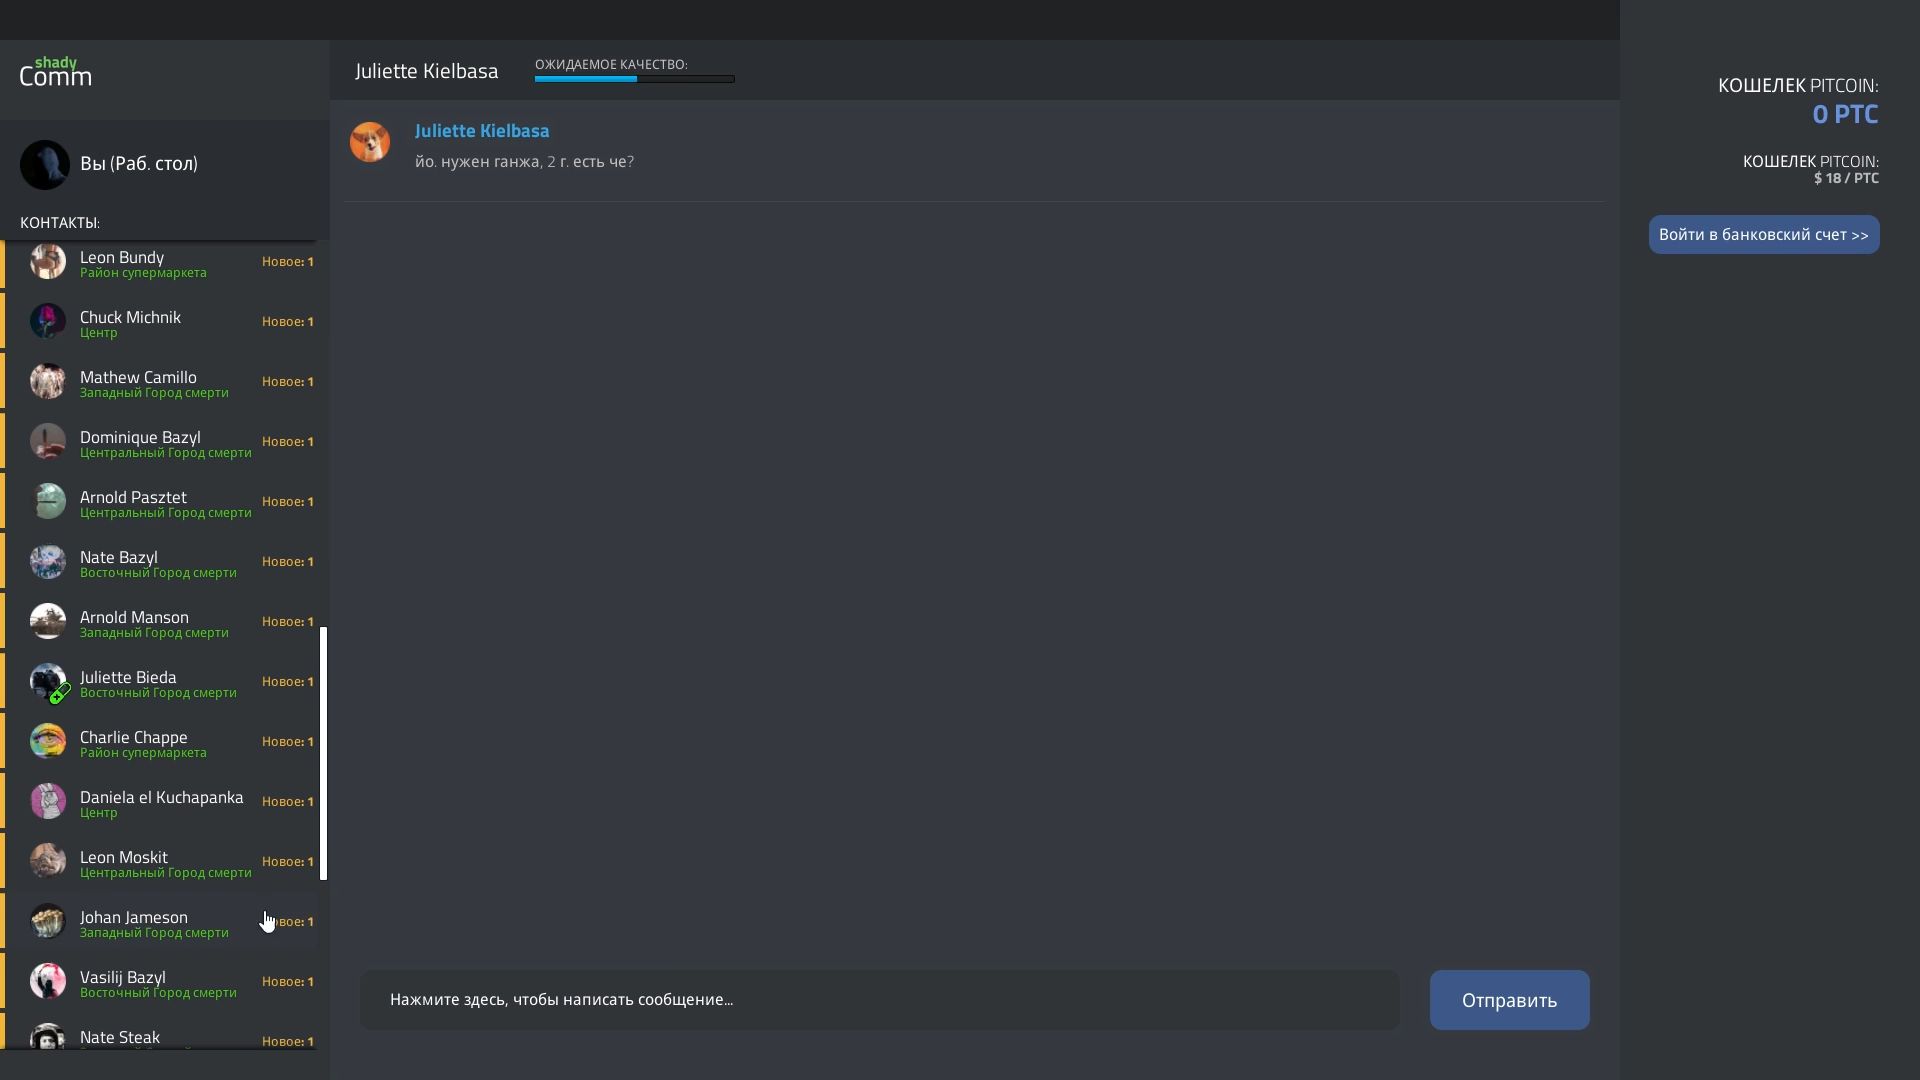 shady
Comm
Вы (Раб. стол)
КОНТАКТЫ:
Leon Bundy
Район супермаркета
Новое: 1
Chuck Michnik
Центр
Новое: 1
Mathew Camillo
Западный Город смерти
Новое: 1
Dominique Bazyl
Центральный Город смерти
Новое: 1
Arnold Pasztet
Центральный Город смерти
Новое: 1
Nate Bazyl
Восточный Город смерти
Новое: 1
Arnold Manson
Западный Город смерти
Новое: 1
Juliette Bieda
Восточный Город смерти
Новое: 1
Charlie Chappe
Район супермаркета
Новое: 1
Daniela el Kuchapanka
Центр
Новое: 1
Leon Moskit
Центральный Город смерти
Новое: 1
Johan Jameson
Западный Город смерти
1
Vasilij Bazyl
Восточный Город смерти
Новое: 1
Nate Steak
Новое: 1
Juliette Kielbasa
ОЖИДАЕМОЕ КАЧЕСТВО:
Juliette Kielbasa
йо. нужен ганжа, 2 г. есть че?
Нажмите здесь, чтобы написать сообщение...
Отправить
КОШЕЛЕК PITCOIN:
0 PTC
КОШЕЛЕК PITCOIN:
$ 18 / PTC
Войти в банковский счет >>